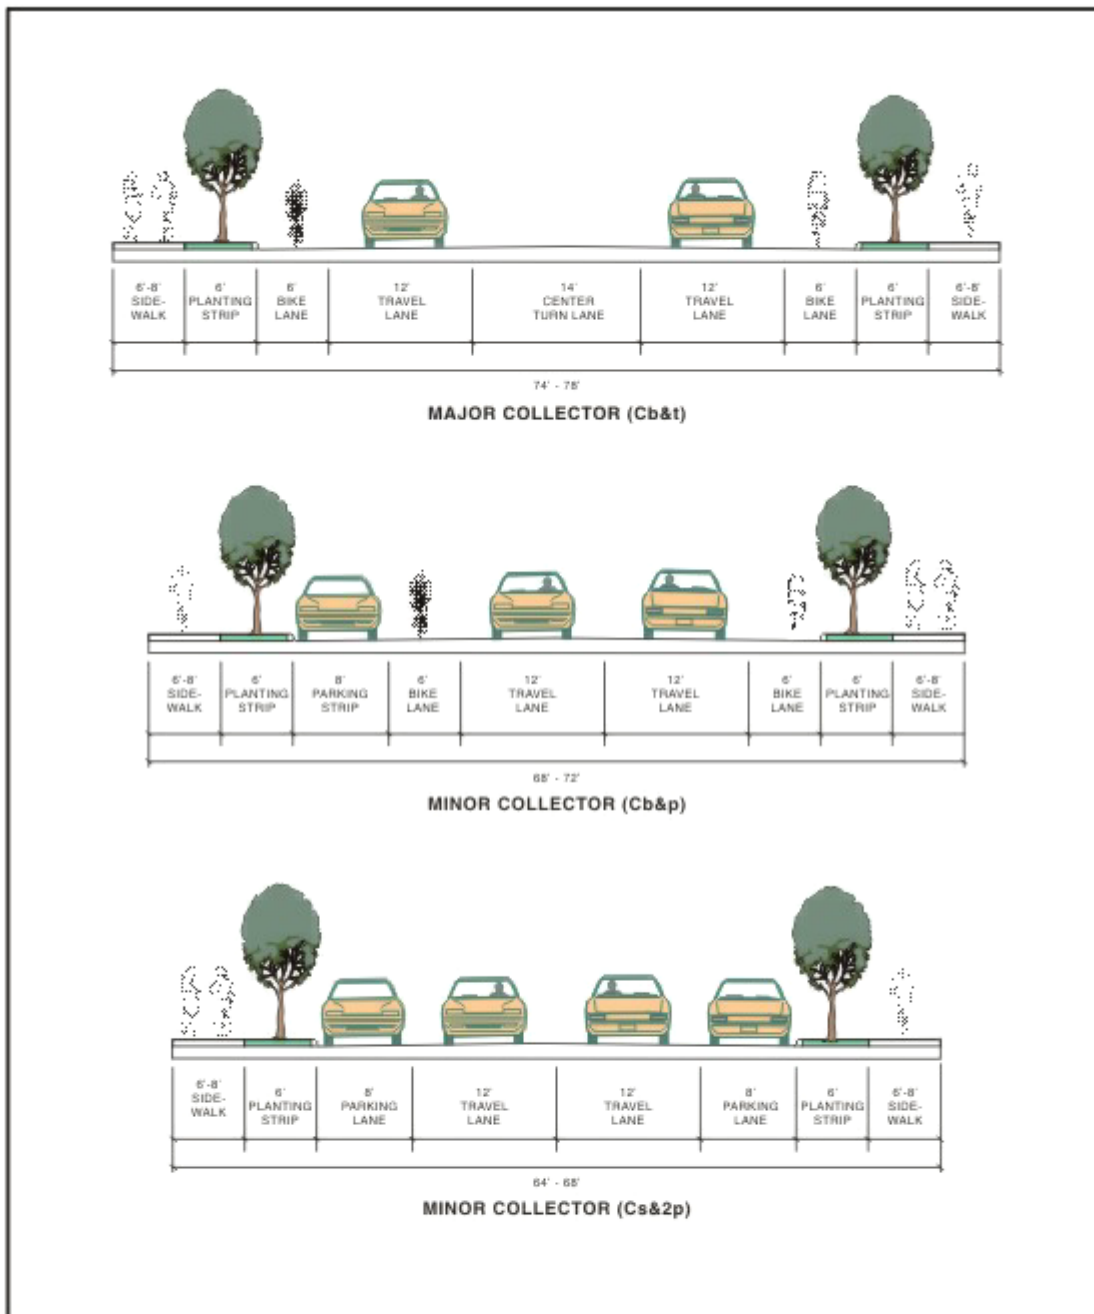 6'-8' SIDE- WALK
6' PLANTING STRIP
6' BIKE LANE
12' TRAVEL LANE
14' CENTER TURN LANE
12' TRAVEL LANE
6' BIKE LANE
6' PLANTING STRIP
6'-8' SIDE- WALK
74' - 78'
MAJOR COLLECTOR (Cb&t)
6'-8' SIDE- WALK
6' PLANTING STRIP
8' PARKING STRIP
6' BIKE LANE
12' TRAVEL LANE
12' TRAVEL LANE
6' BIKE LANE
6' PLANTING STRIP
6'-8' SIDE- WALK
68' - 72'
MINOR COLLECTOR (Cb&p)
6'-8' SIDE- WALK
6' PLANTING STRIP
8' PARKING LANE
12' TRAVEL LANE
12' TRAVEL LANE
8' PARKING LANE
6' PLANTING STRIP
6'-8' SIDE- WALK
64' - 68'
MINOR COLLECTOR (Cs&2p)